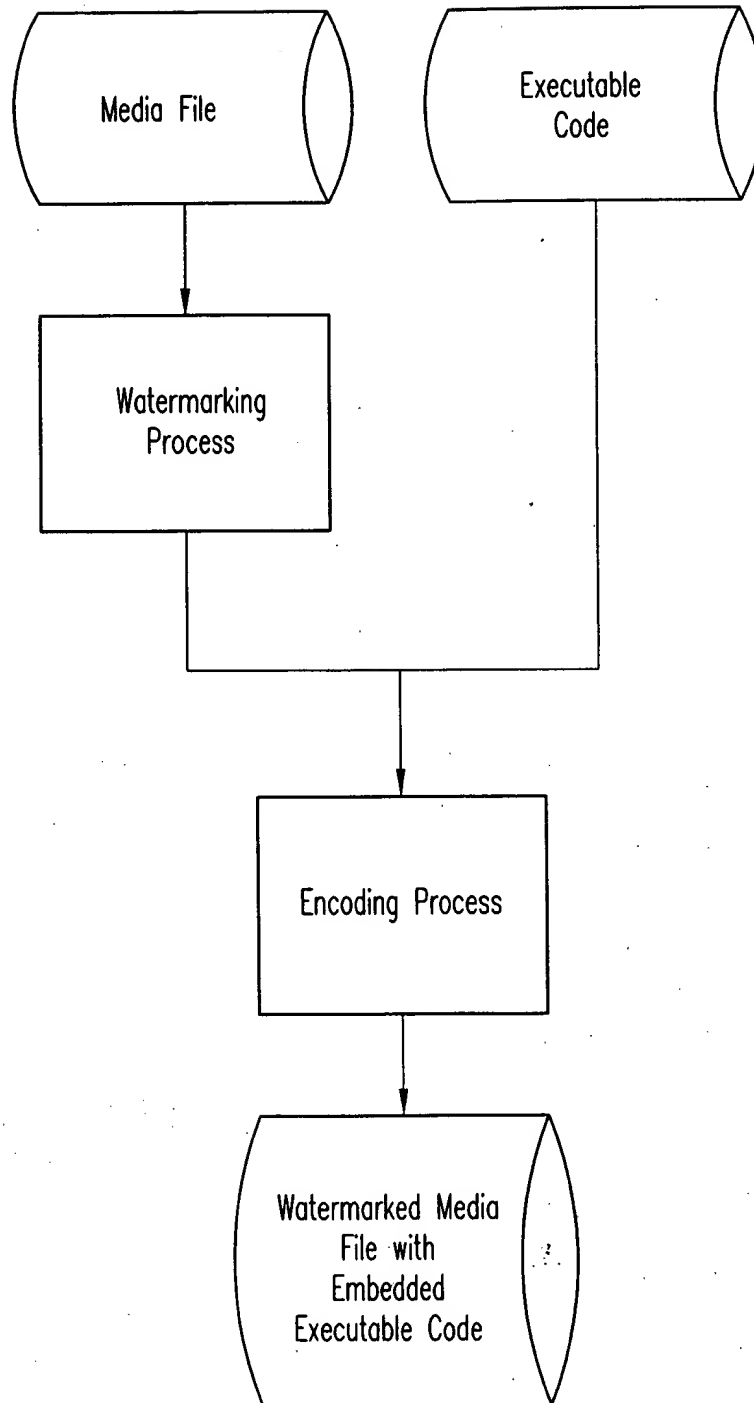 Media File
Executable
Code
Watermarking
Process
Encoding Process
Watermarked Media
File with
Embedded
Executable Code